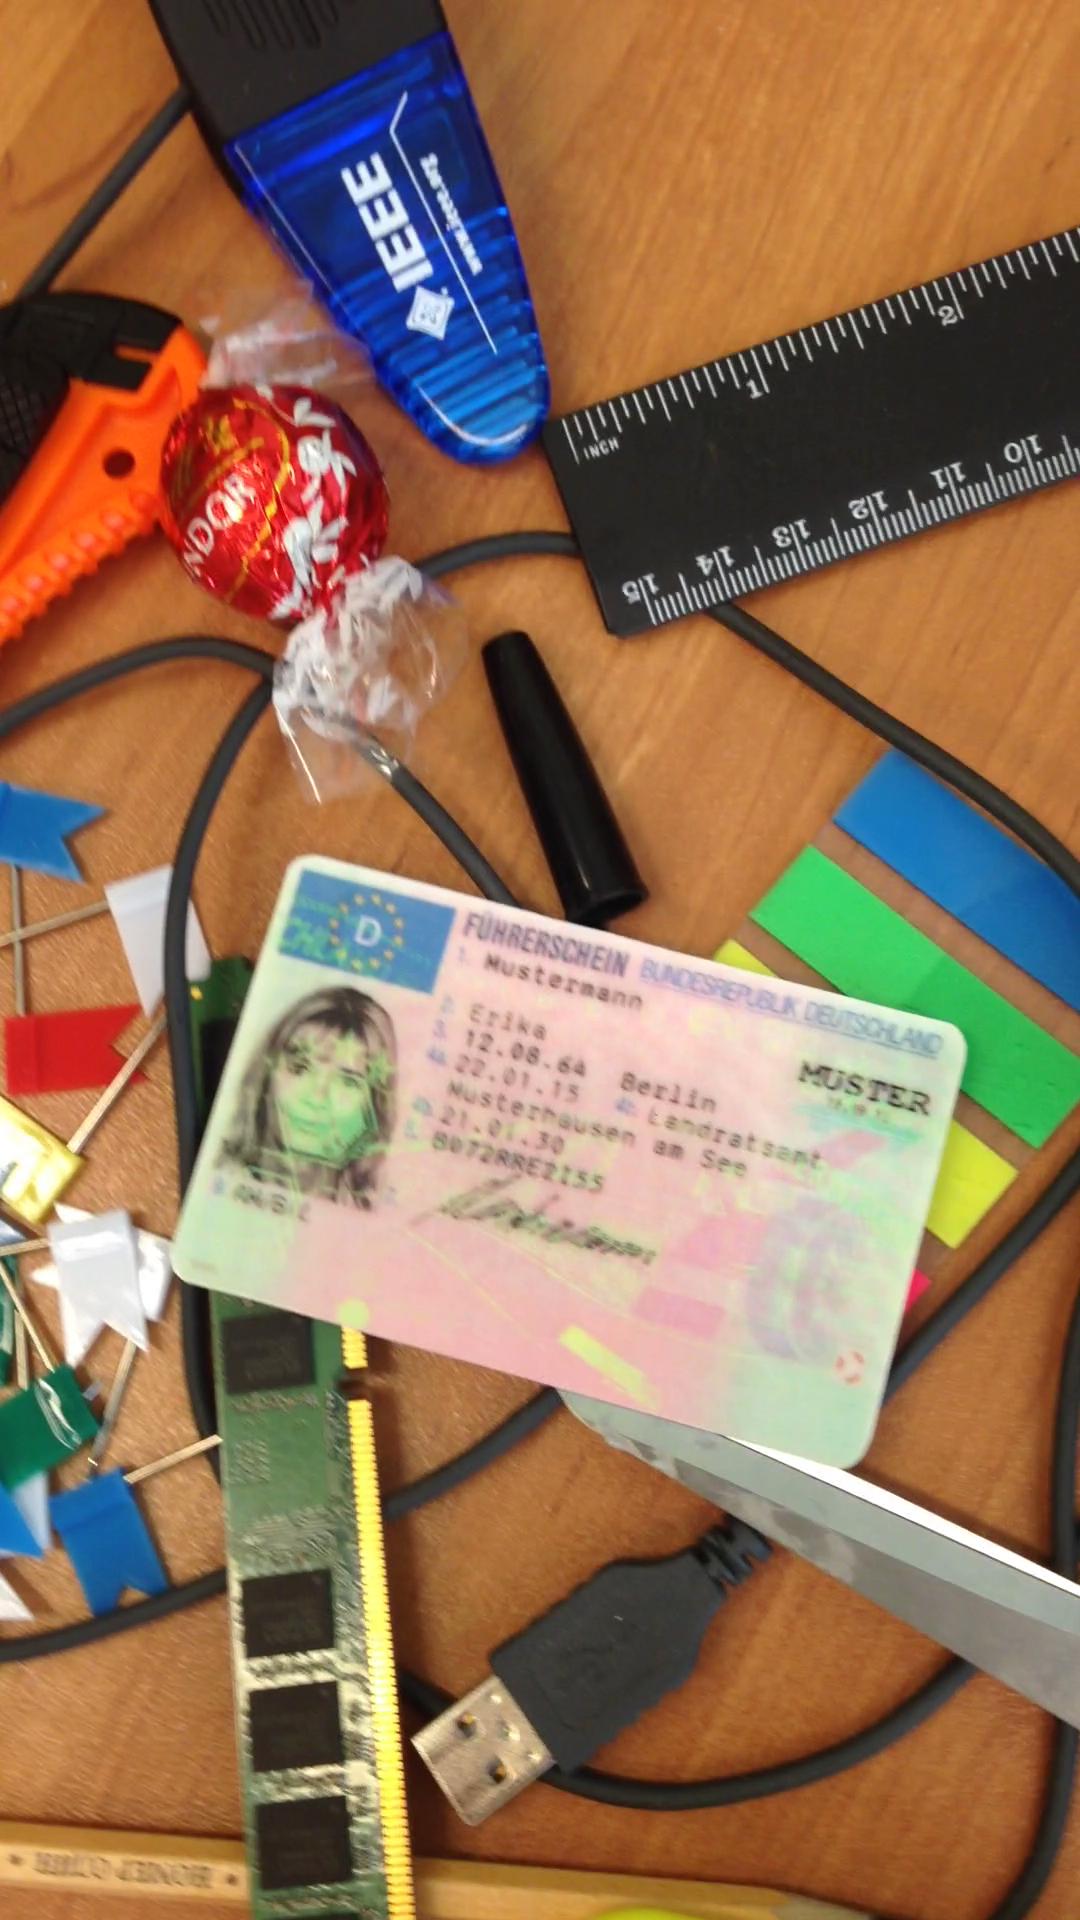 IEEE
www.ieee.org
INCH
1
2
15 14 13 12 11 10
NDOR
D
FÜHRERSCHEIN BUNDESREPUBLIK DEUTSCHLAND
1. Mustermann
2. Erika
3. 12.08.64 Berlin
MUSTER
4a. 22.01.15 4c. Landratsamt
Musterhausen am See
4b. 21.01.30
5. B072RRE2I55
7.
9. AM/B/L